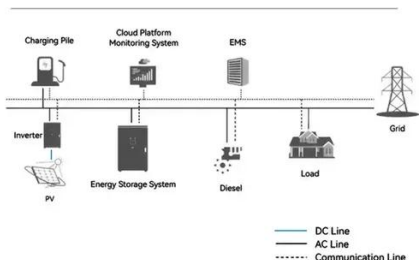 Charging Pile
Cloud Platform
Monitoring System
EMS
Grid
Inverter
PV
Energy Storage System
Diesel
Load
DC Line
AC Line
Communication Line